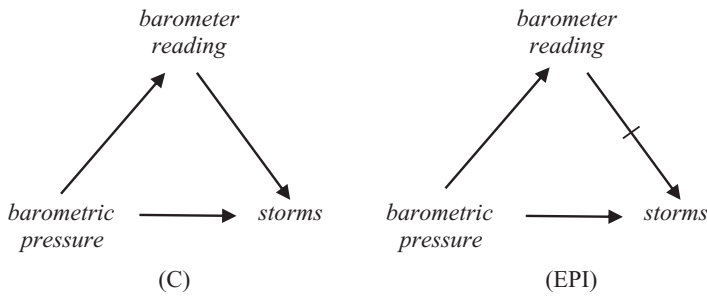 barometer
reading
barometric
pressure
storms
(C)
barometer
reading
barometric
pressure
storms
(EPI)